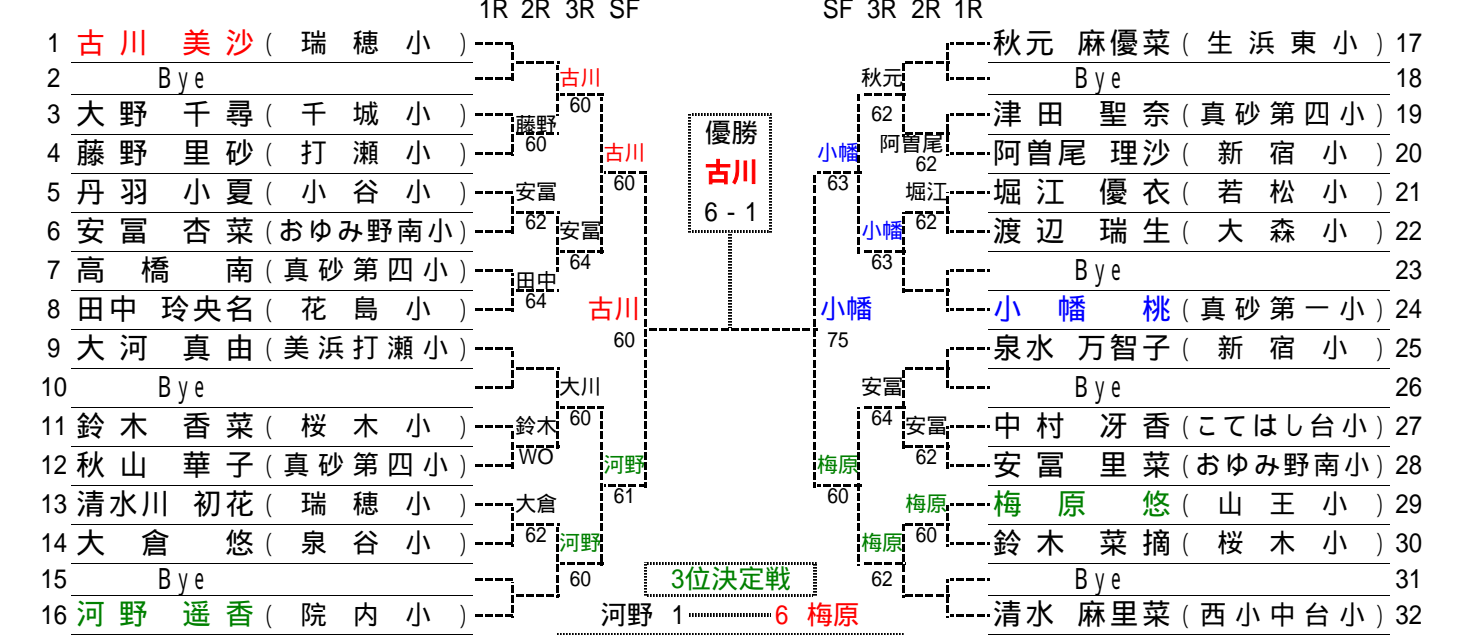 1R 2R 3R SF SF 3R 2R 1R
1 古川 美沙 ( 瑞穂小 ) 秋元 麻優菜 ( 生浜東小 ) 17
2 Bye 古川 秋元 Bye 18
3 大野 千尋 ( 千城小 ) 60 62 津田 聖奈 ( 真砂第四小 ) 19
藤野 優勝 阿曽尾
4 藤野 里砂 ( 打瀬小 ) 60 古川 小幡 62 阿曽尾 理沙 ( 新宿小 ) 20
古川
5 丹羽 小夏 ( 小谷小 ) 安冨 60 63 堀江 堀江 優衣 ( 若松小 ) 21
6 - 1
6 安冨 杏菜 ( おゆみ野南小 ) 62 安冨 小幡 62 渡辺 瑞生 ( 大森小 ) 22
7 高橋 南 ( 真砂第四小 ) 64 63 Bye 23
田中
8 田中 玲央名 ( 花島小 ) 64 古川 小幡 小幡 桃 ( 真砂第一小 ) 24
9 大河 真由 ( 美浜打瀬小 ) 60 75 泉水 万智子 ( 新宿小 ) 25
10 Bye 大川 安冨 Bye 26
11 鈴木 香菜 ( 桜木小 ) 鈴木 60 64 安冨 中村 冴香 ( こてはし台小 ) 27
12 秋山 華子 ( 真砂第四小 ) WO 河野 梅原 62 安冨 里菜 ( おゆみ野南小 ) 28
13 清水川 初花 ( 瑞穂小 ) 大倉 61 60 梅原 梅原 悠 ( 山王小 ) 29
14 大倉 悠 ( 泉谷小 ) 62 河野 梅原 60 鈴木 菜摘 ( 桜木小 ) 30
15 Bye 60 3位決定戦 62 Bye 31
16 河野 遥香 ( 院内小 ) 河野 1 6 梅原 清水 麻里菜 ( 西小中台小 ) 32